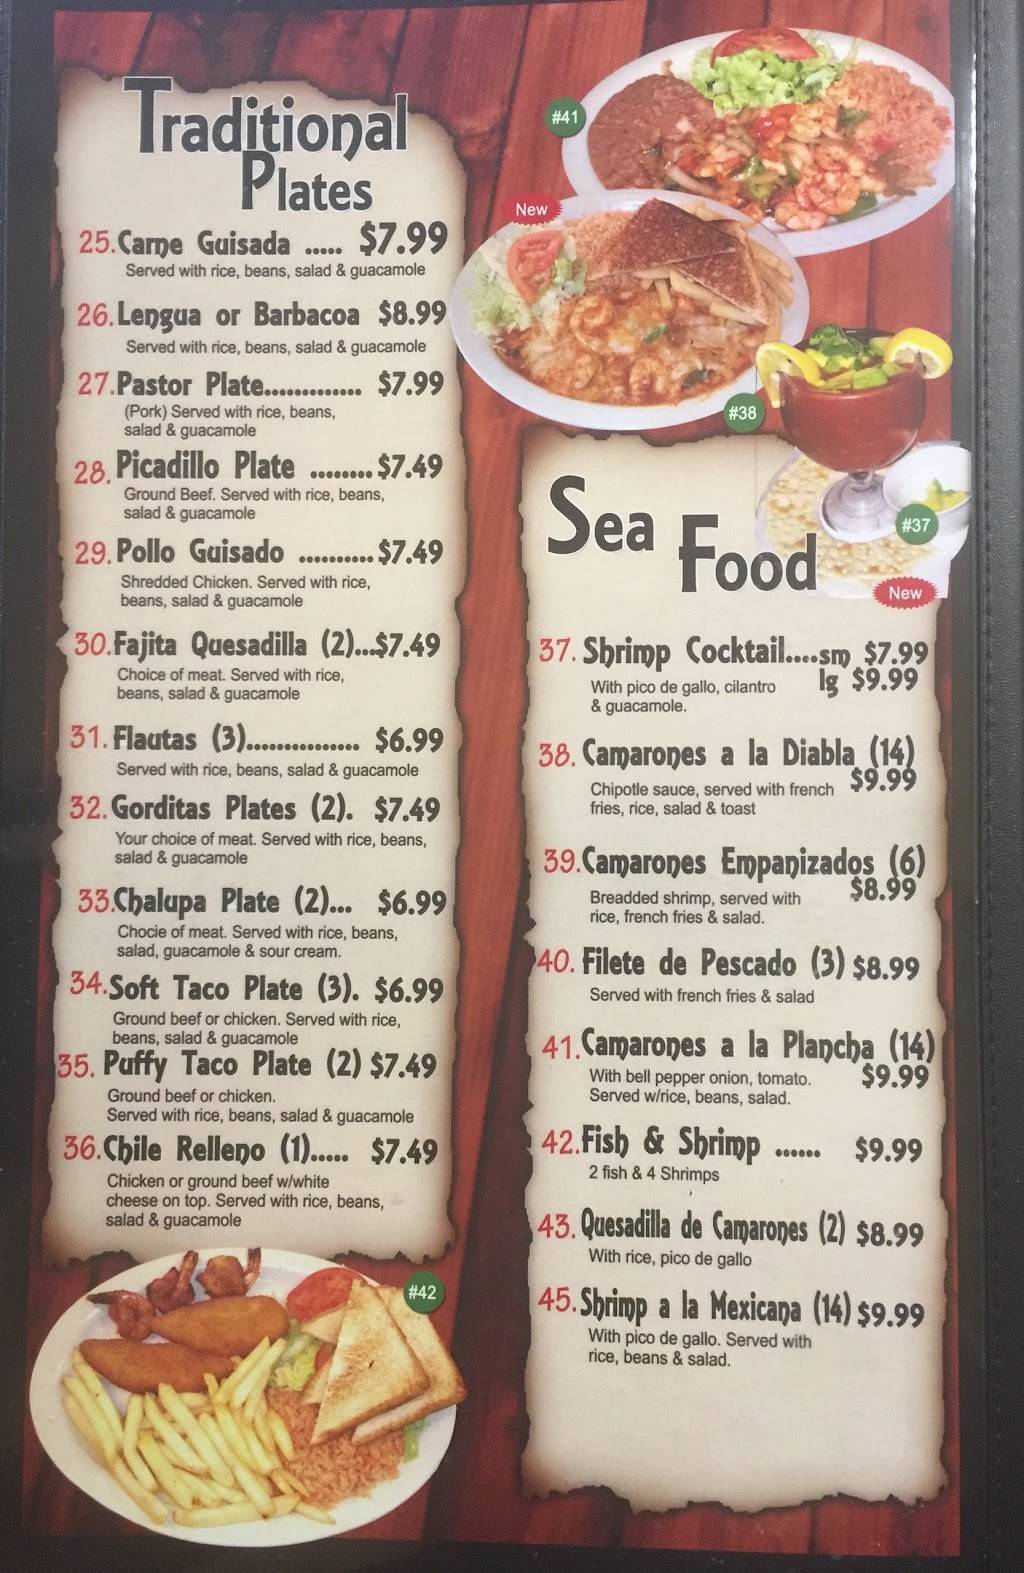 Traditional
Plates
25. Carne Guisada ..... $7.99
Served with rice, beans, salad & guacamole
26. Lengua or Barbacoa $8.99
Served with rice, beans, salad & guacamole
27. Pastor Plate............. $7.99
(Pork) Served with rice, beans,
salad & guacamole
28. Picadillo Plate ........ $7.49
Ground Beef. Served with rice, beans,
salad & guacamole
29. Pollo Guisado .......... $7.49
Shredded Chicken. Served with rice,
beans, salad & guacamole
30. Fajita Quesadilla (2)...$7.49
Choice of meat. Served with rice,
beans, salad & guacamole
31. Flautas (3)............... $6.99
Served with rice, beans, salad & guacamole
32. Gorditas Plates (2). $7.49
Your choice of meat. Served with rice, beans,
salad & guacamole
33. Chalupa Plate (2)... $6.99
Chocie of meat. Served with rice, beans,
salad, guacamole & sour cream.
34. Soft Taco Plate (3). $6.99
Ground beef or chicken. Served with rice,
beans, salad & guacamole
35. Puffy Taco Plate (2) $7.49
Ground beef or chicken.
Served with rice, beans, salad & guacamole
36. Chile Relleno (1)..... $7.49
Chicken or ground beef w/white
cheese on top. Served with rice, beans,
salad & guacamole
#42
#41
New
#38
#37
New
Sea
Food
37. Shrimp Cocktail....sm $7.99
lg $9.99
With pico de gallo, cilantro
& guacamole.
38. Camarones a la Diabla (14)
$9.99
Chipotle sauce, served with french
fries, rice, salad & toast
39. Camarones Empanizados (6)
$8.99
Breadded shrimp, served with
rice, french fries & salad.
40. Filete de Pescado (3) $8.99
Served with french fries & salad
41. Camarones a la Plancha (14)
$9.99
With bell pepper onion, tomato.
Served w/rice, beans, salad.
42. Fish & Shrimp ...... $9.99
2 fish & 4 Shrimps
43. Quesadilla de Camarones (2) $8.99
With rice, pico de gallo
45. Shrimp a la Mexicana (14) $9.99
With pico de gallo. Served with
rice, beans & salad.